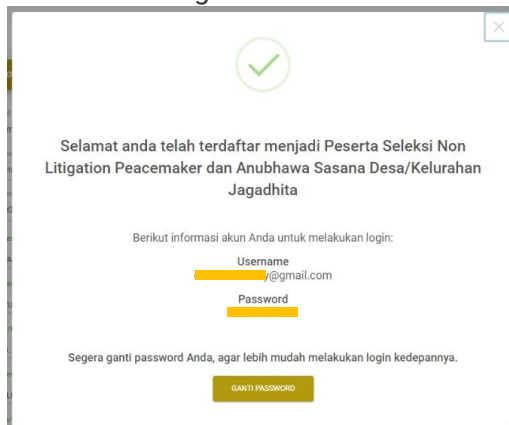 Selamat anda telah terdaftar menjadi Peserta Seleksi Non
Litigation Peacemaker dan Anubhawa Sasana Desa/Kelurahan
Jagadhita
Berikut informasi akun Anda untuk melakukan login:
Username
y@gmail.com
Password
Segera ganti password Anda, agar lebih mudah melakukan login kedepannya.
GANTI PASSWORD